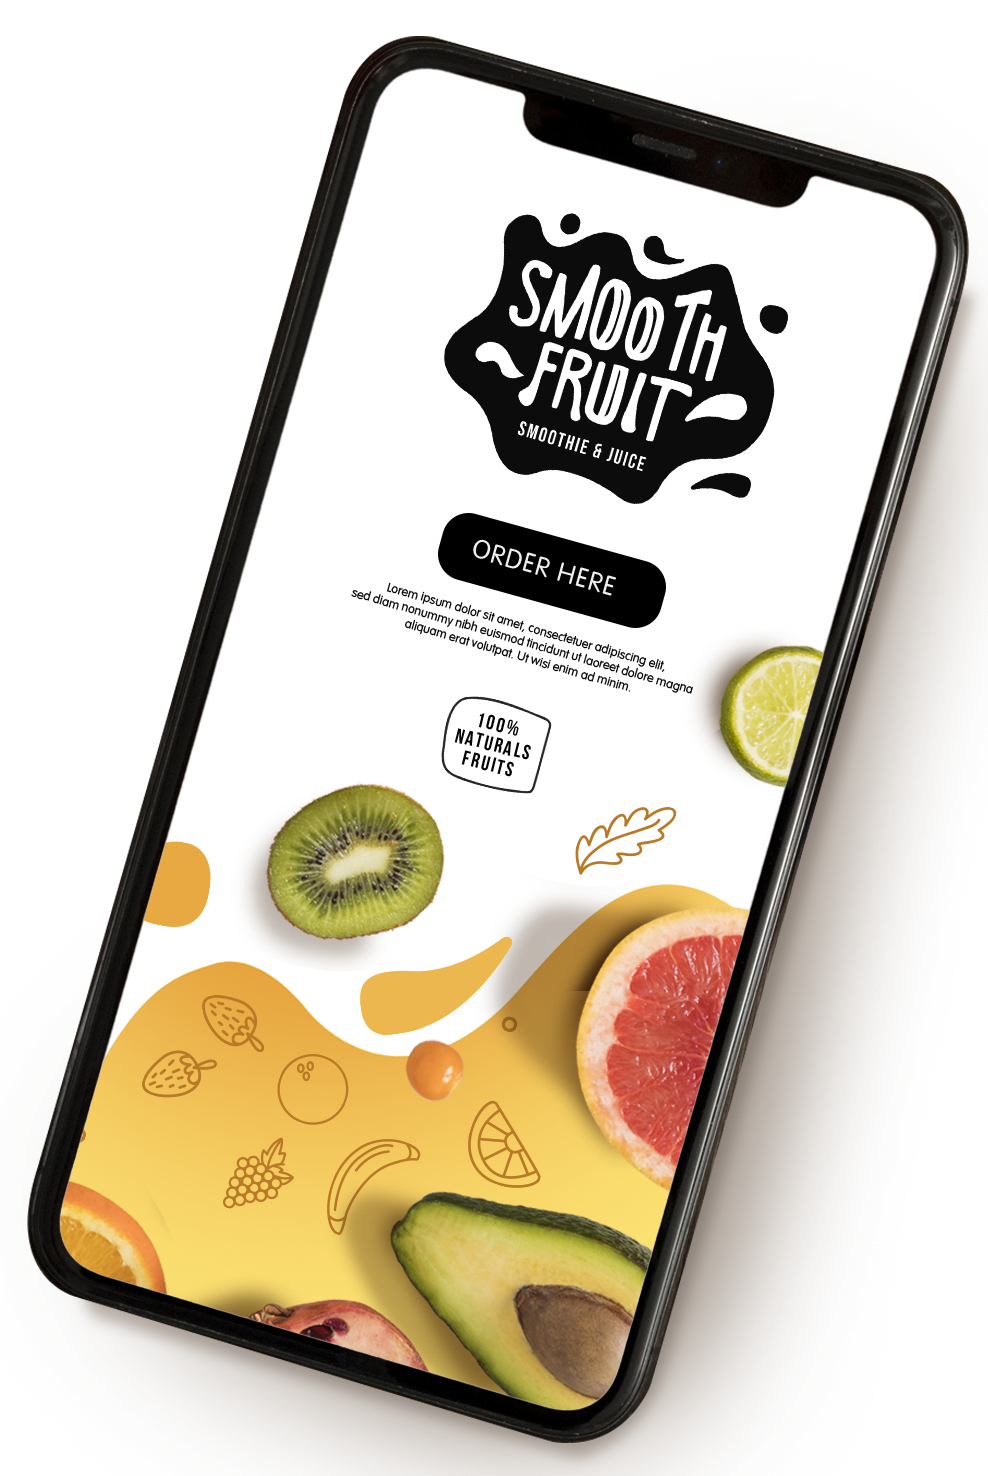 SMOOTH
FRUIT
SMOOTHIE & JUICE
ORDER HERE
Lorem ipsum dolor sit amet, consectetuer adipiscing elit,
sed diam nonummy nibh euismod tincidunt ut laoreet dolore magna
aliquam erat volutpat. Ut wisi enim ad minim.
100%
NATURALS
FRUITS